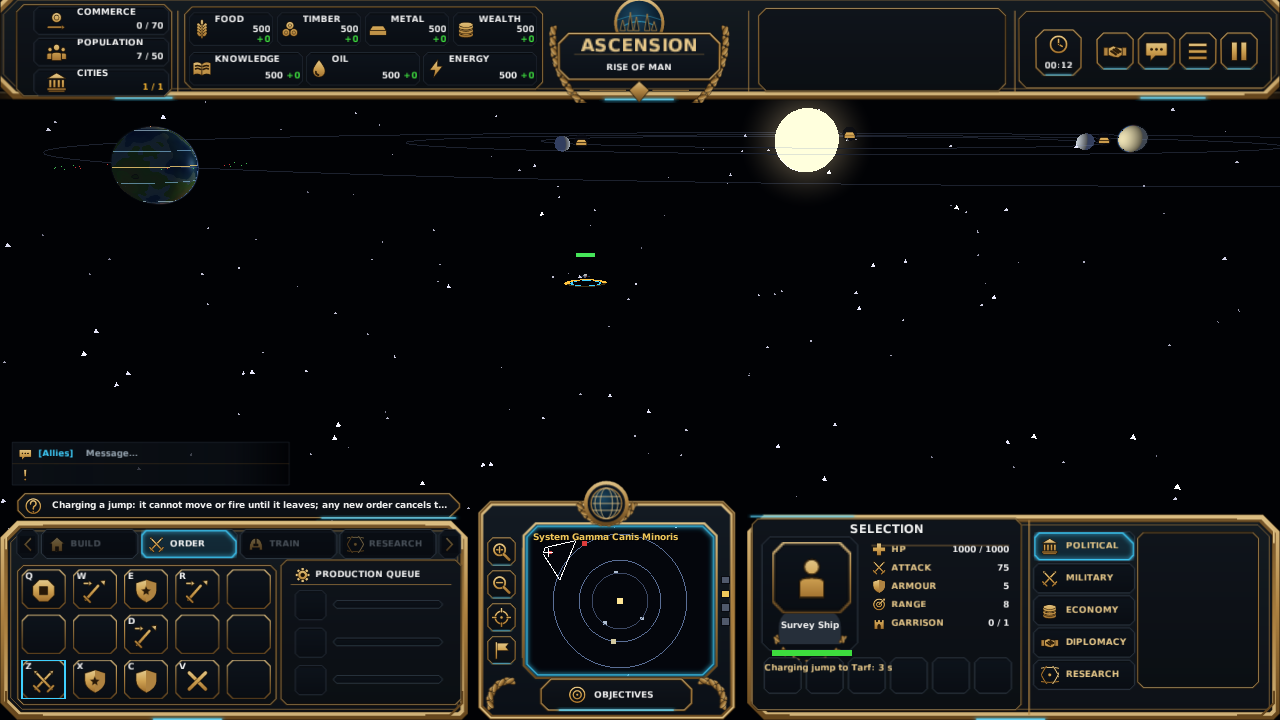 COMMERCE
0 / 70
POPULATION
7 / 50
CITIES
1 / 1
FOOD
500
+0
TIMBER
500
+0
METAL
500
+0
WEALTH
500
+0
KNOWLEDGE
500 +0
OIL
500 +0
ENERGY
500 +0
ASCENSION
RISE OF MAN
00:12
[Allies] Message...
!
? Charging a jump: it cannot move or fire until it leaves; any new order cancels t...
BUILD
ORDER
TRAIN
RESEARCH
Q
W
E
R
D
Z
X
C
V
PRODUCTION QUEUE
System Gamma Canis Minoris
OBJECTIVES
SELECTION
Survey Ship
HP 1000 / 1000
ATTACK 75
ARMOUR 5
RANGE 8
GARRISON 0 / 1
Charging jump to Tarf: 3 s
POLITICAL
MILITARY
ECONOMY
DIPLOMACY
RESEARCH